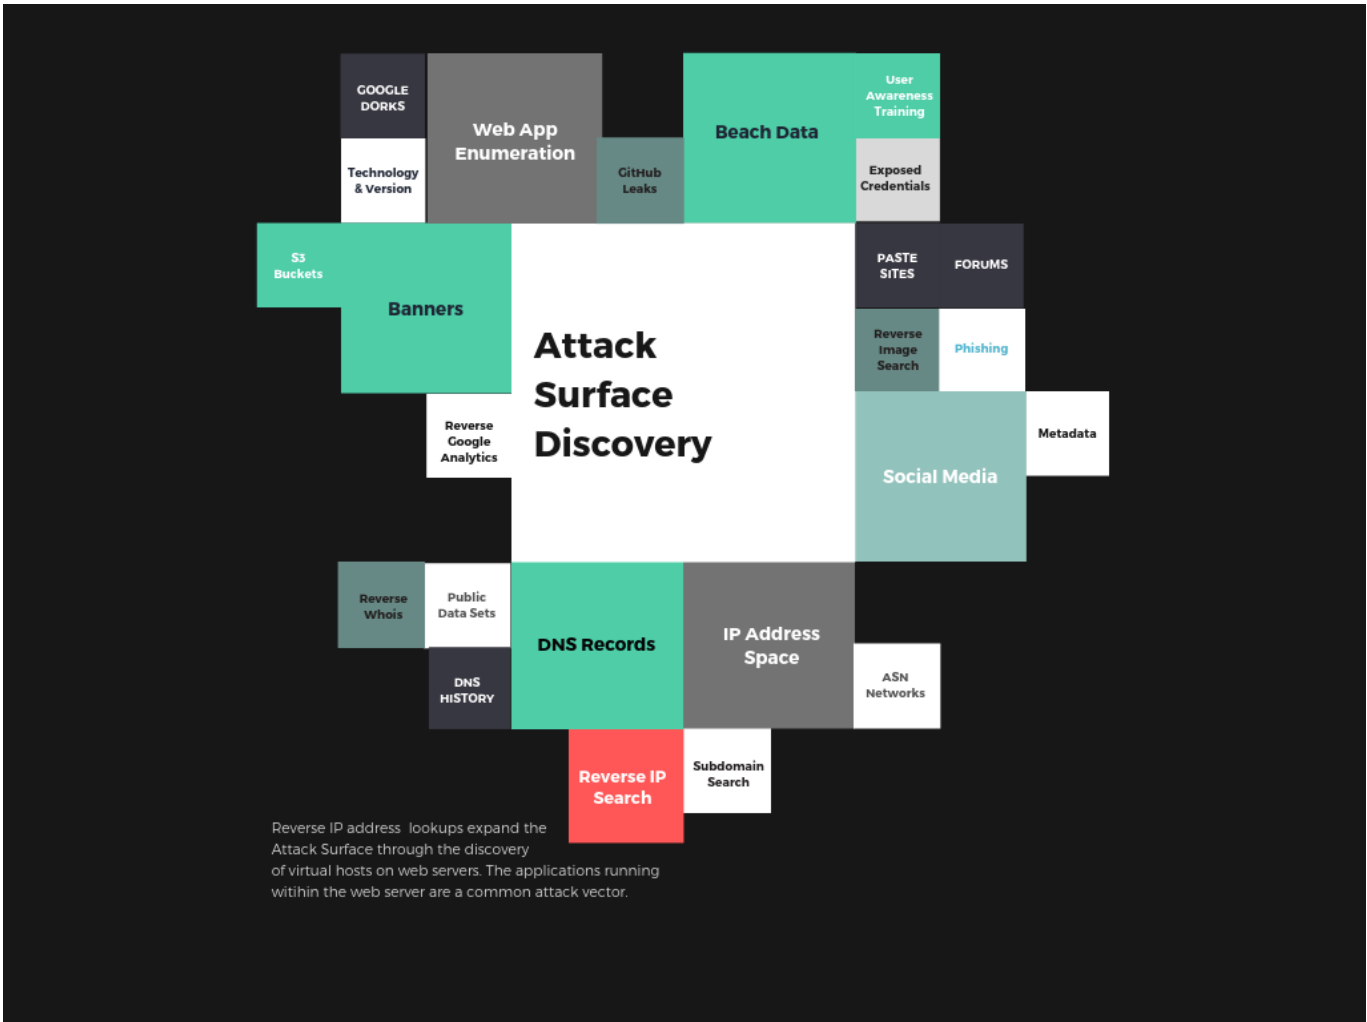 GOOGLE
DORKS
Web App
Enumeration
Beach Data
User
Awareness
Training
Technology
& Version
GitHub
Leaks
Exposed
Credentials
S3
Buckets
Banners
PASTE
SITES
FORUMS
Attack
Surface
Discovery
Reverse
Image
Search
Phishing
Reverse
Google
Analytics
Social Media
Metadata
Reverse
Whois
Public
Data Sets
DNS Records
IP Address
Space
DNS
HISTORY
ASN
Networks
Reverse IP
Search
Subdomain
Search
Reverse IP address  lookups expand the
Attack Surface through the discovery
of virtual hosts on web servers. The applications running
witihin the web server are a common attack vector.